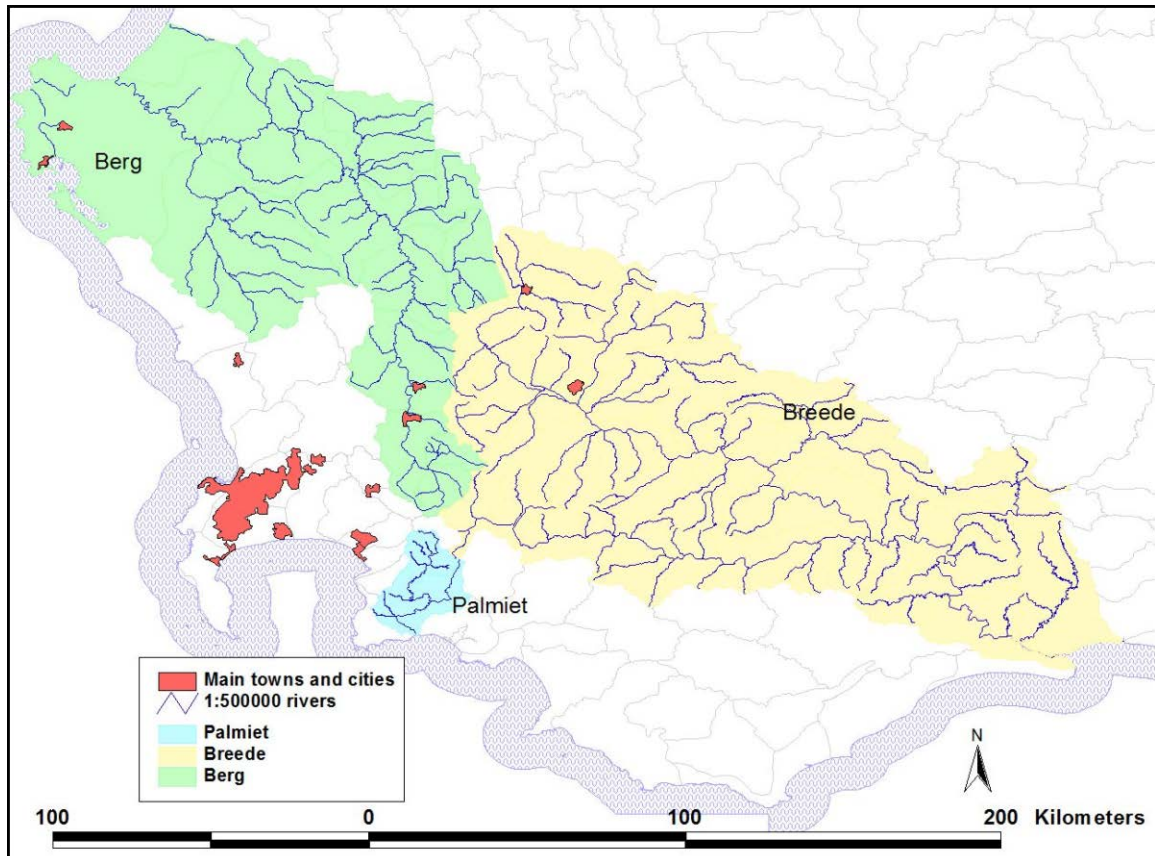 Berg
Breede
Palmiet
Main towns and cities
1:500000 rivers
Palmiet
Breede
Berg
N
100 0 100 200 Kilometers